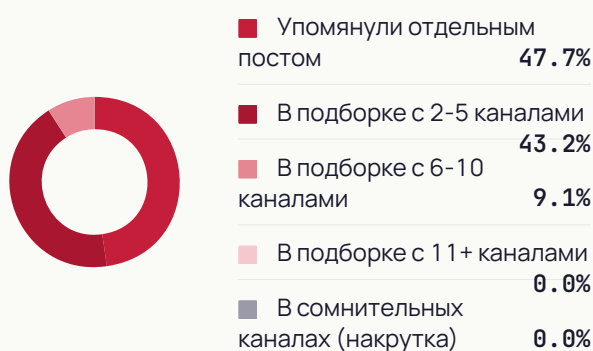 Упомянули отдельным
постом 47.7%
В подборке с 2-5 каналами
43.2%
В подборке с 6-10
каналами 9.1%
В подборке с 11+ каналами
0.0%
В сомнительных
каналах (накрутка) 0.0%